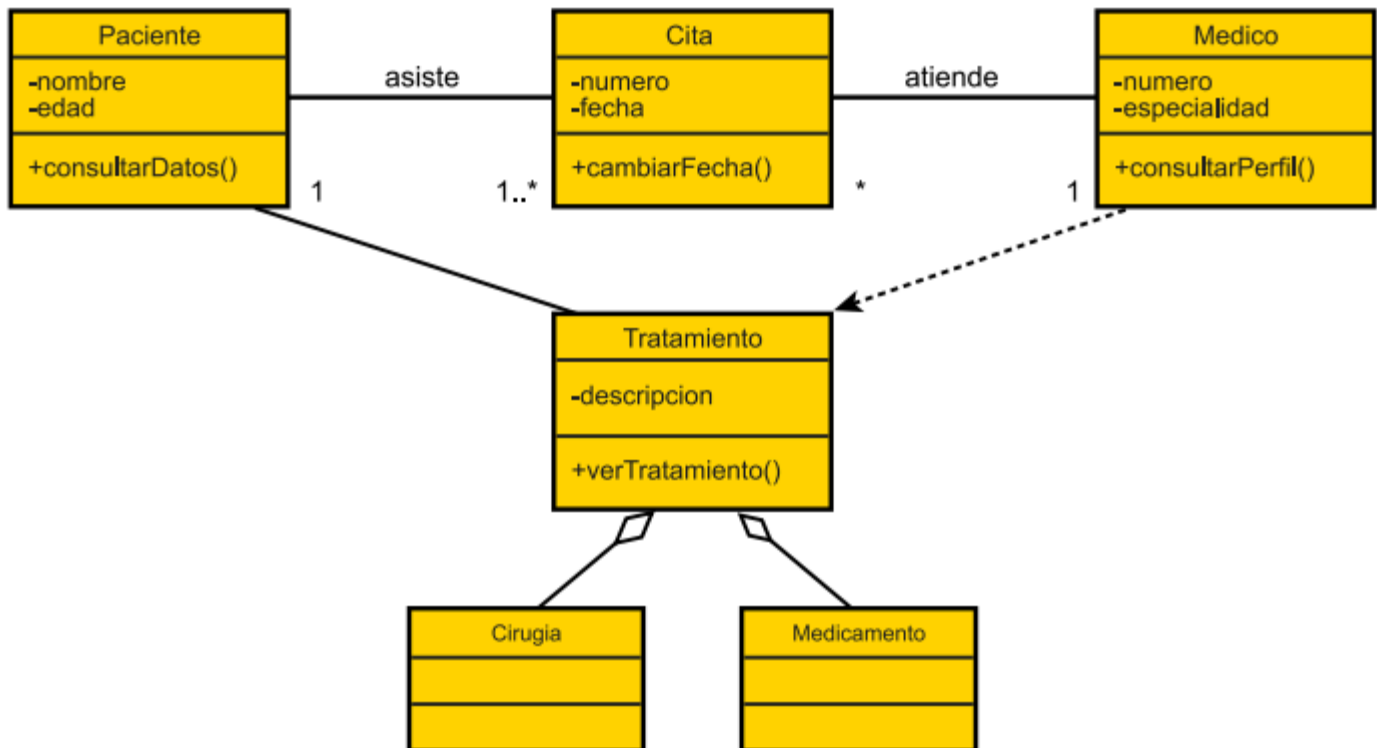 Paciente
-nombre
-edad
+consultarDatos()
asiste
1
1..*
Cita
-numero
-fecha
+cambiarFecha()
atiende
*
1
Medico
-numero
-especialidad
+consultarPerfil()
Tratamiento
-descripcion
+verTratamiento()
Cirugia
Medicamento